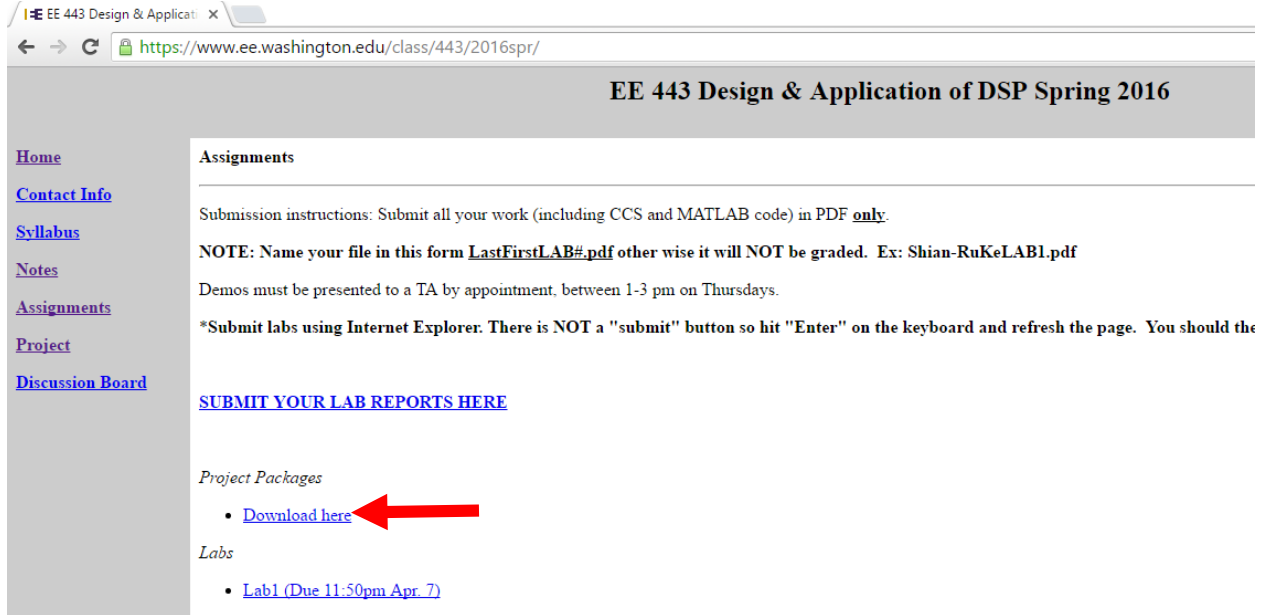 EE 443 Design & Applicati
https://www.ee.washington.edu/class/443/2016spr/
EE 443 Design & Application of DSP Spring 2016
Home
Contact Info
Syllabus
Notes
Assignments
Project
Discussion Board
Assignments
Submission instructions: Submit all your work (including CCS and MATLAB code) in PDF only.
NOTE: Name your file in this form LastFirstLAB#.pdf other wise it will NOT be graded. Ex: Shian-RuKeLAB1.pdf
Demos must be presented to a TA by appointment, between 1-3 pm on Thursdays.
*Submit labs using Internet Explorer. There is NOT a "submit" button so hit "Enter" on the keyboard and refresh the page. You should the
SUBMIT YOUR LAB REPORTS HERE
Project Packages
• Download here
Labs
• Lab1 (Due 11:50pm Apr. 7)